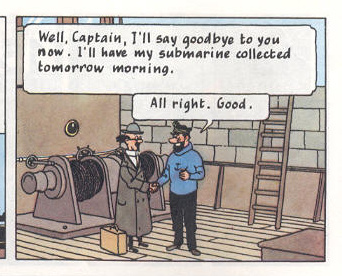 Well, Captain, I'll say goodbye to you
now. I'll have my submarine collected
tomorrow morning.
All right. Good.